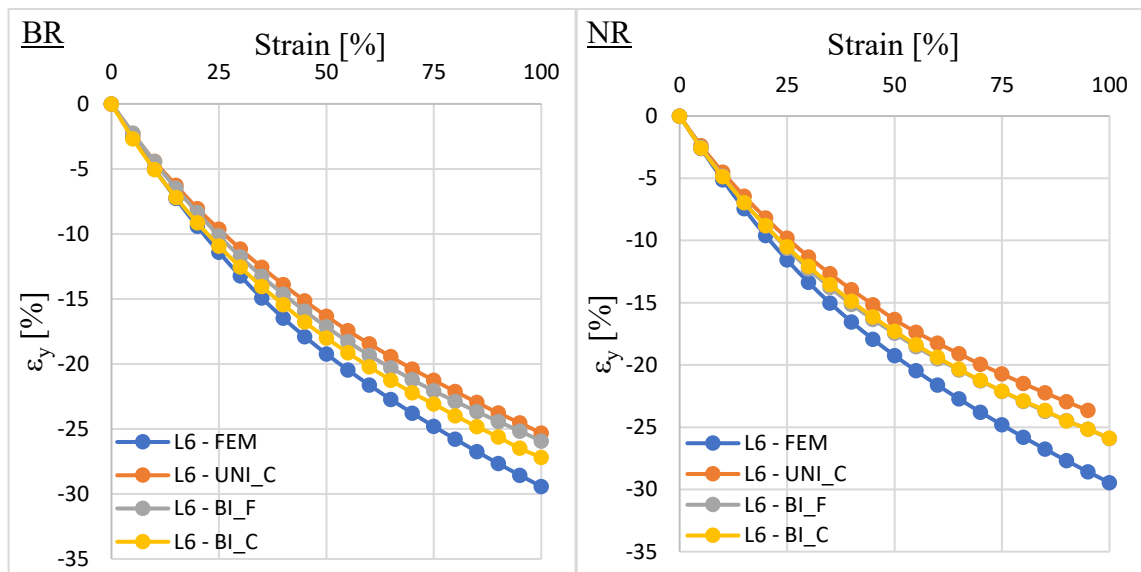 BR
Strain [%]
0 25 50 75 100
0
-5
-10
-15
-20
-25
-30
-35
εy [%]
L6 - FEM
L6 - UNI_C
L6 - BI_F
L6 - BI_C
NR
Strain [%]
0 25 50 75 100
0
-5
-10
-15
-20
-25
-30
-35
εy [%]
L6 - FEM
L6 - UNI_C
L6 - BI_F
L6 - BI_C